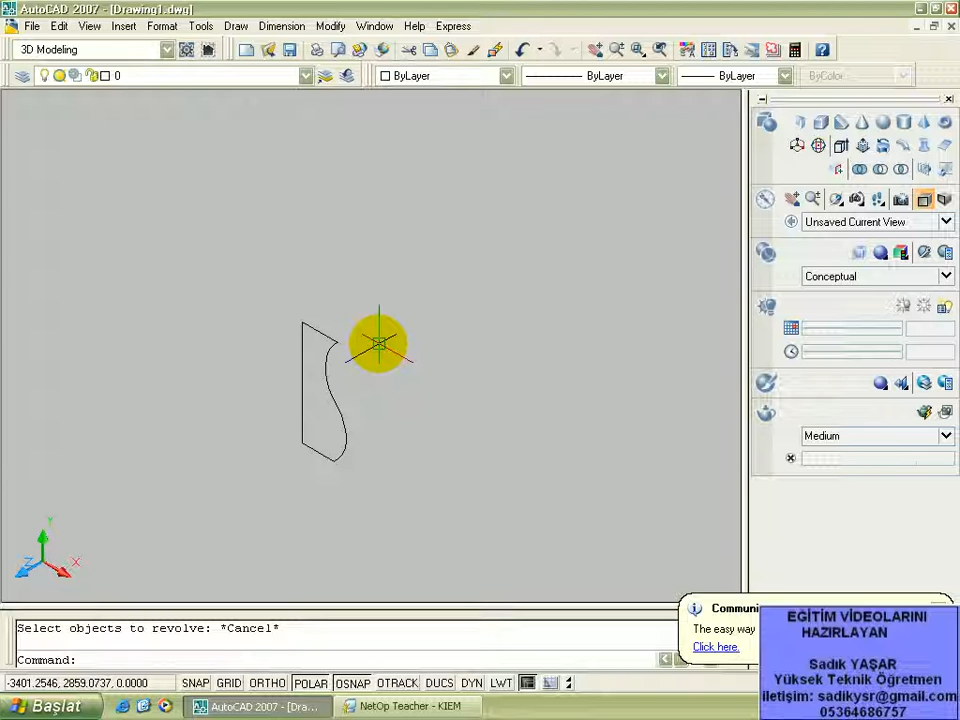 AutoCAD 2007 - [Drawing1.dwg]
File Edit View Insert Format Tools Draw Dimension Modify Window Help Express
3D Modeling
0 ByLayer ByLayer ByLayer ByColor
Unsaved Current View
Conceptual
Medium
Y
Z X
Select objects to revolve: *Cancel*
Command:
Communi
The easy way
Click here.
EĞİTİM VİDEOLARINI
HAZIRLAYAN
Sadık YAŞAR
Yüksek Teknik Öğretmen
iletişim: sadikysr@gmail.com
05364686757
-3401.2546, 2859.0737, 0.0000 SNAP GRID ORTHO POLAR OSNAP OTRACK DUCS DYN LWT
Başlat AutoCAD 2007 - [Dra... NetOp Teacher - KIEM